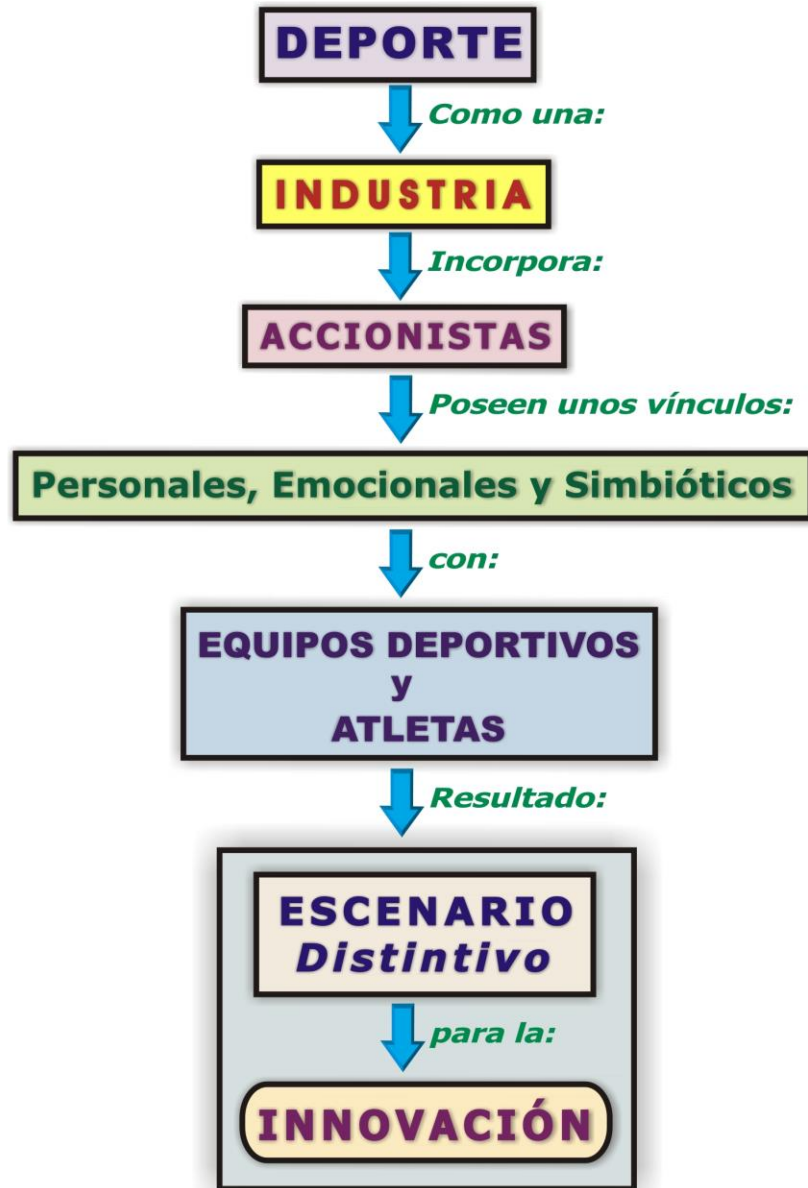 DEPORTE
Como una:
INDUSTRIA
Incorpora:
ACCIONISTAS
Poseen unos vínculos:
Personales, Emocionales y Simbióticos
con:
EQUIPOS DEPORTIVOS
y
ATLETAS
Resultado:
ESCENARIO
Distintivo
para la:
INNOVACIÓN